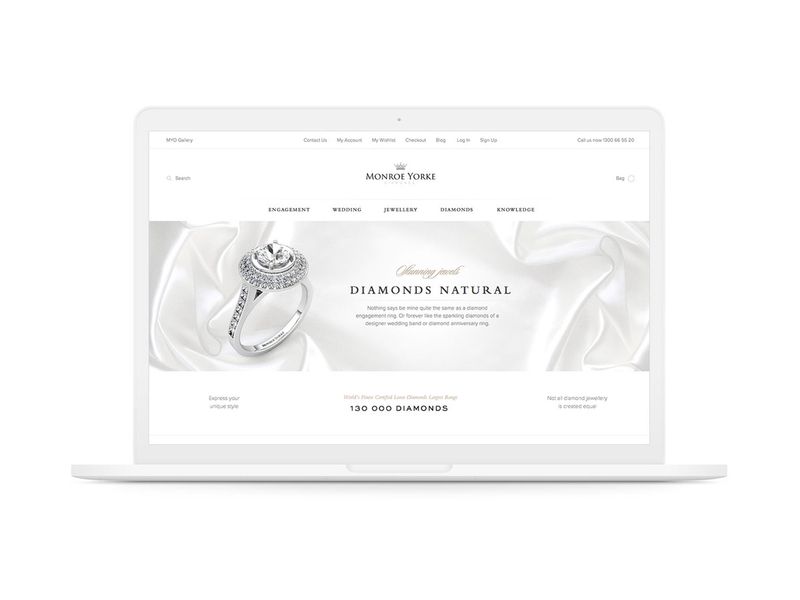 MYD Gallery
Contact Us My Account My Wishlist Checkout Blog Log In Sign Up
Call us now 1300 66 55 20
Search
MONROE YORKE
DIAMONDS
Bag
ENGAGEMENT WEDDING JEWELLERY DIAMONDS KNOWLEDGE
Stunning jewels
DIAMONDS NATURAL
Nothing says be mine quite the same as a diamond
engagement ring. Or forever like the sparkling diamonds of a
designer wedding band or diamond anniversary ring.
Express your
unique style
World's Finest Certified Loose Diamonds Largest Range
130 000 DIAMONDS
Not all diamond jewellery
is created equal